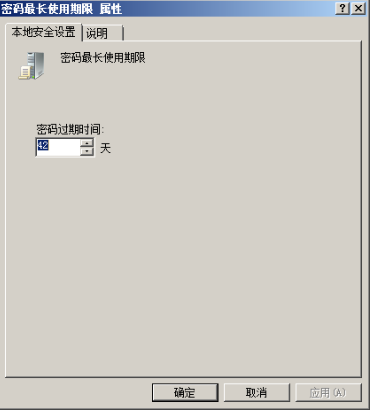 密码最长使用期限 属性
本地安全设置 说明
密码最长使用期限
密码过期时间:
42 天
确定 取消 应用(A)